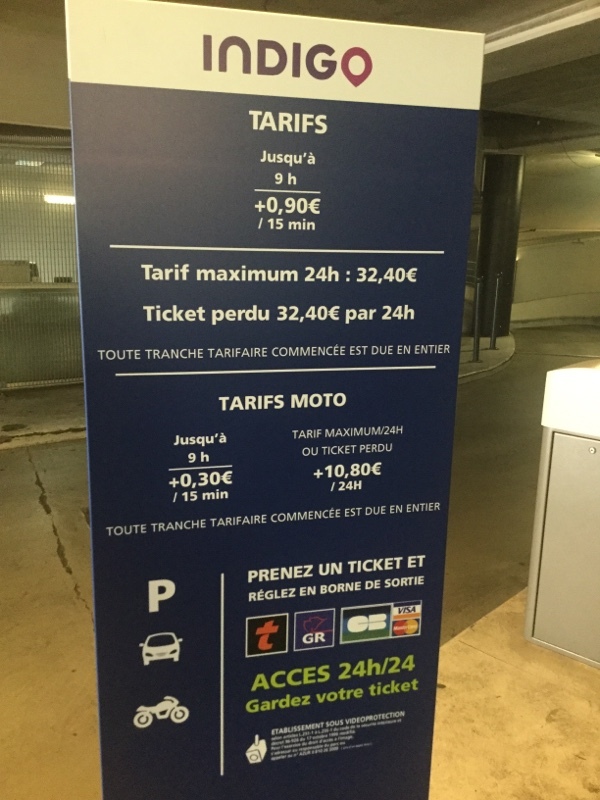 INDIGO
TARIFS
Jusqu'à
9 h
+0,90€
/ 15 min
Tarif maximum 24h : 32,40€
Ticket perdu 32,40€ par 24h
TOUTE TRANCHE TARIFAIRE COMMENCÉE EST DUE EN ENTIER
TARIFS MOTO
Jusqu'à
9 h
+0,30€
/ 15 min
TARIF MAXIMUM/24H
OU TICKET PERDU
+10,80€
/ 24H
TOUTE TRANCHE TARIFAIRE COMMENCÉE EST DUE EN ENTIER
P
PRENEZ UN TICKET ET
RÉGLEZ EN BORNE DE SORTIE
t GR CB VISA
MasterCard
ACCES 24h/24
Gardez votre ticket
ETABLISSEMENT SOUS VIDEOPROTECTION